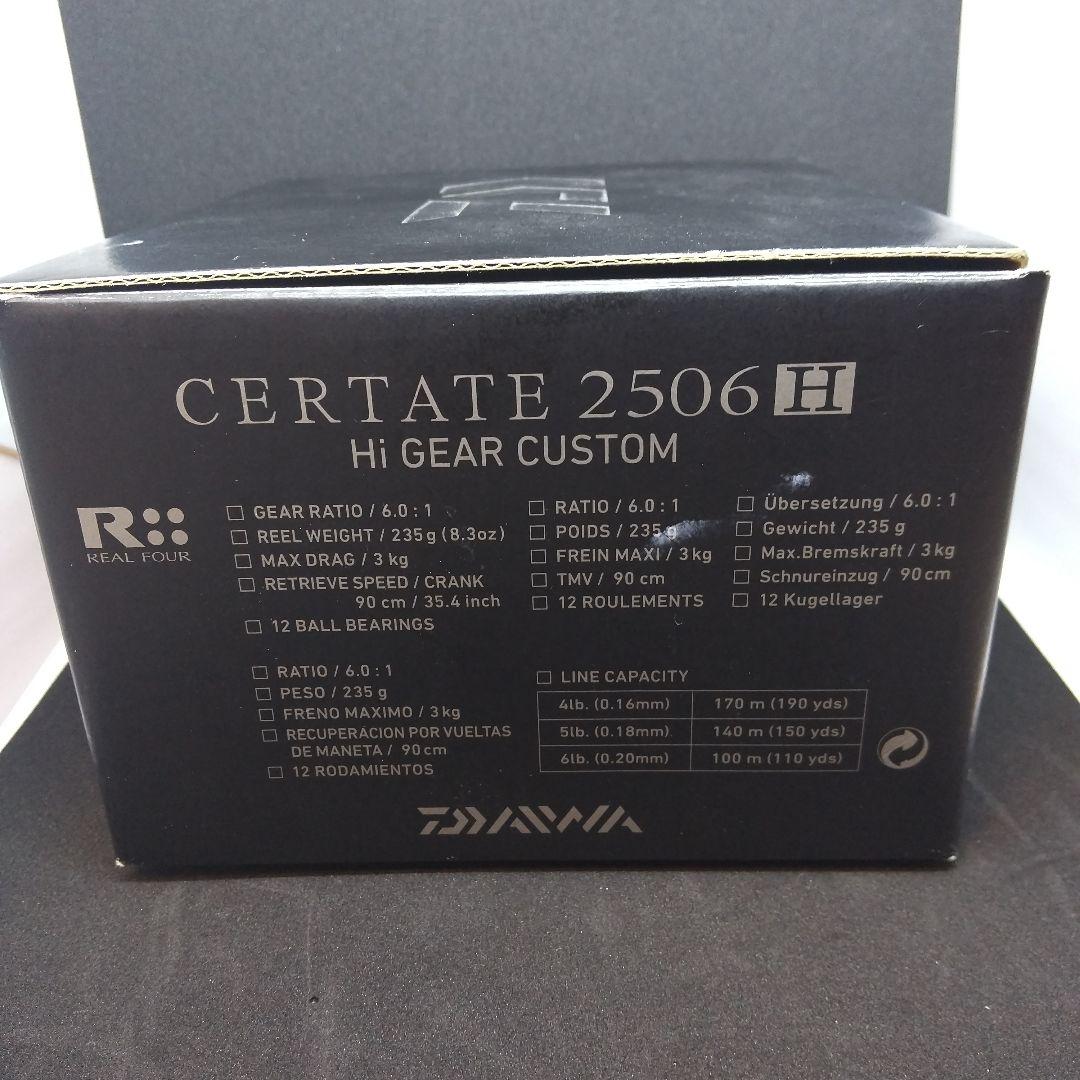 CERTATE 2506 H
Hi GEAR CUSTOM
R
REAL FOUR
GEAR RATIO / 6.0 : 1
REEL WEIGHT / 235 g (8.3oz)
MAX DRAG / 3 kg
RETRIEVE SPEED / CRANK
90 cm / 35.4 inch
12 BALL BEARINGS
RATIO / 6.0 : 1
POIDS / 235 g
FREIN MAXI / 3 kg
TMV / 90 cm
12 ROULEMENTS
Übersetzung / 6.0 : 1
Gewicht / 235 g
Max.Bremskraft / 3 kg
Schnureinzug / 90 cm
12 Kugellager
RATIO / 6.0 : 1
PESO / 235 g
FRENO MAXIMO / 3 kg
RECUPERACION POR VUELTAS
DE MANETA / 90 cm
12 RODAMIENTOS
LINE CAPACITY
4lb. (0.16mm) 170 m (190 yds)
5lb. (0.18mm) 140 m (150 yds)
6lb. (0.20mm) 100 m (110 yds)
DAIWA